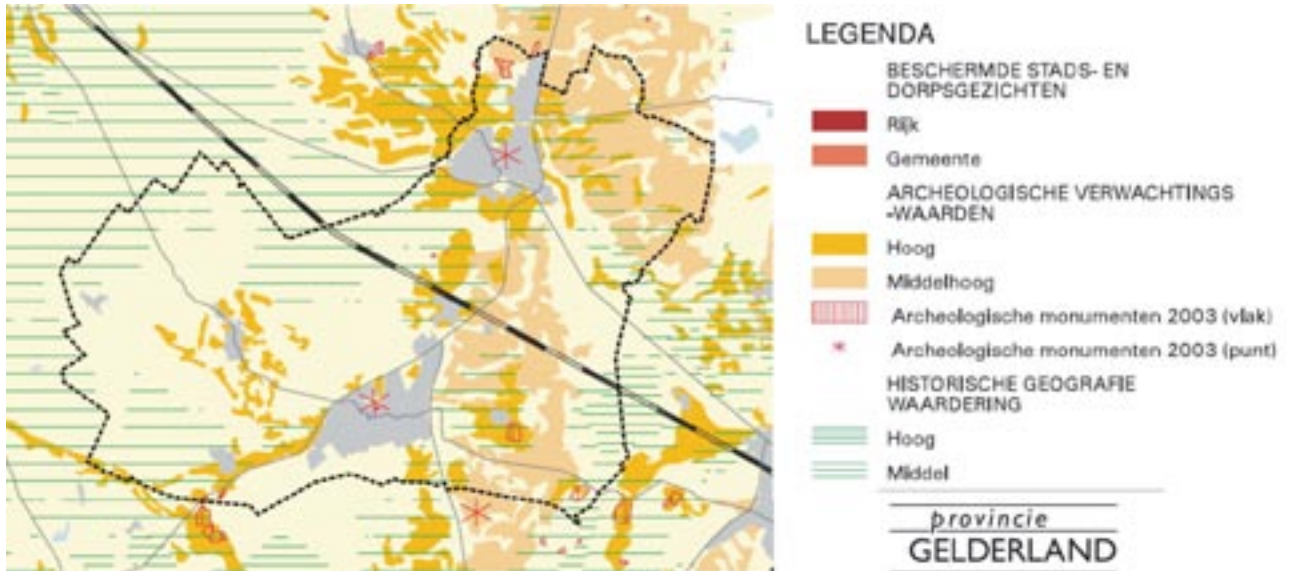 LEGENDA
BESCHERMDE STADS- EN
DORPSGEZICHTEN
Rijk
Gemeente
ARCHEOLOGISCHE VERWACHTINGS
-WAARDEN
Hoog
Middelhoog
Archeologische monumenten 2003 (vlak)
Archeologische monumenten 2003 (punt)
HISTORISCHE GEOGRAFIE
WAARDERING
Hoog
Middel
provincie
GELDERLAND